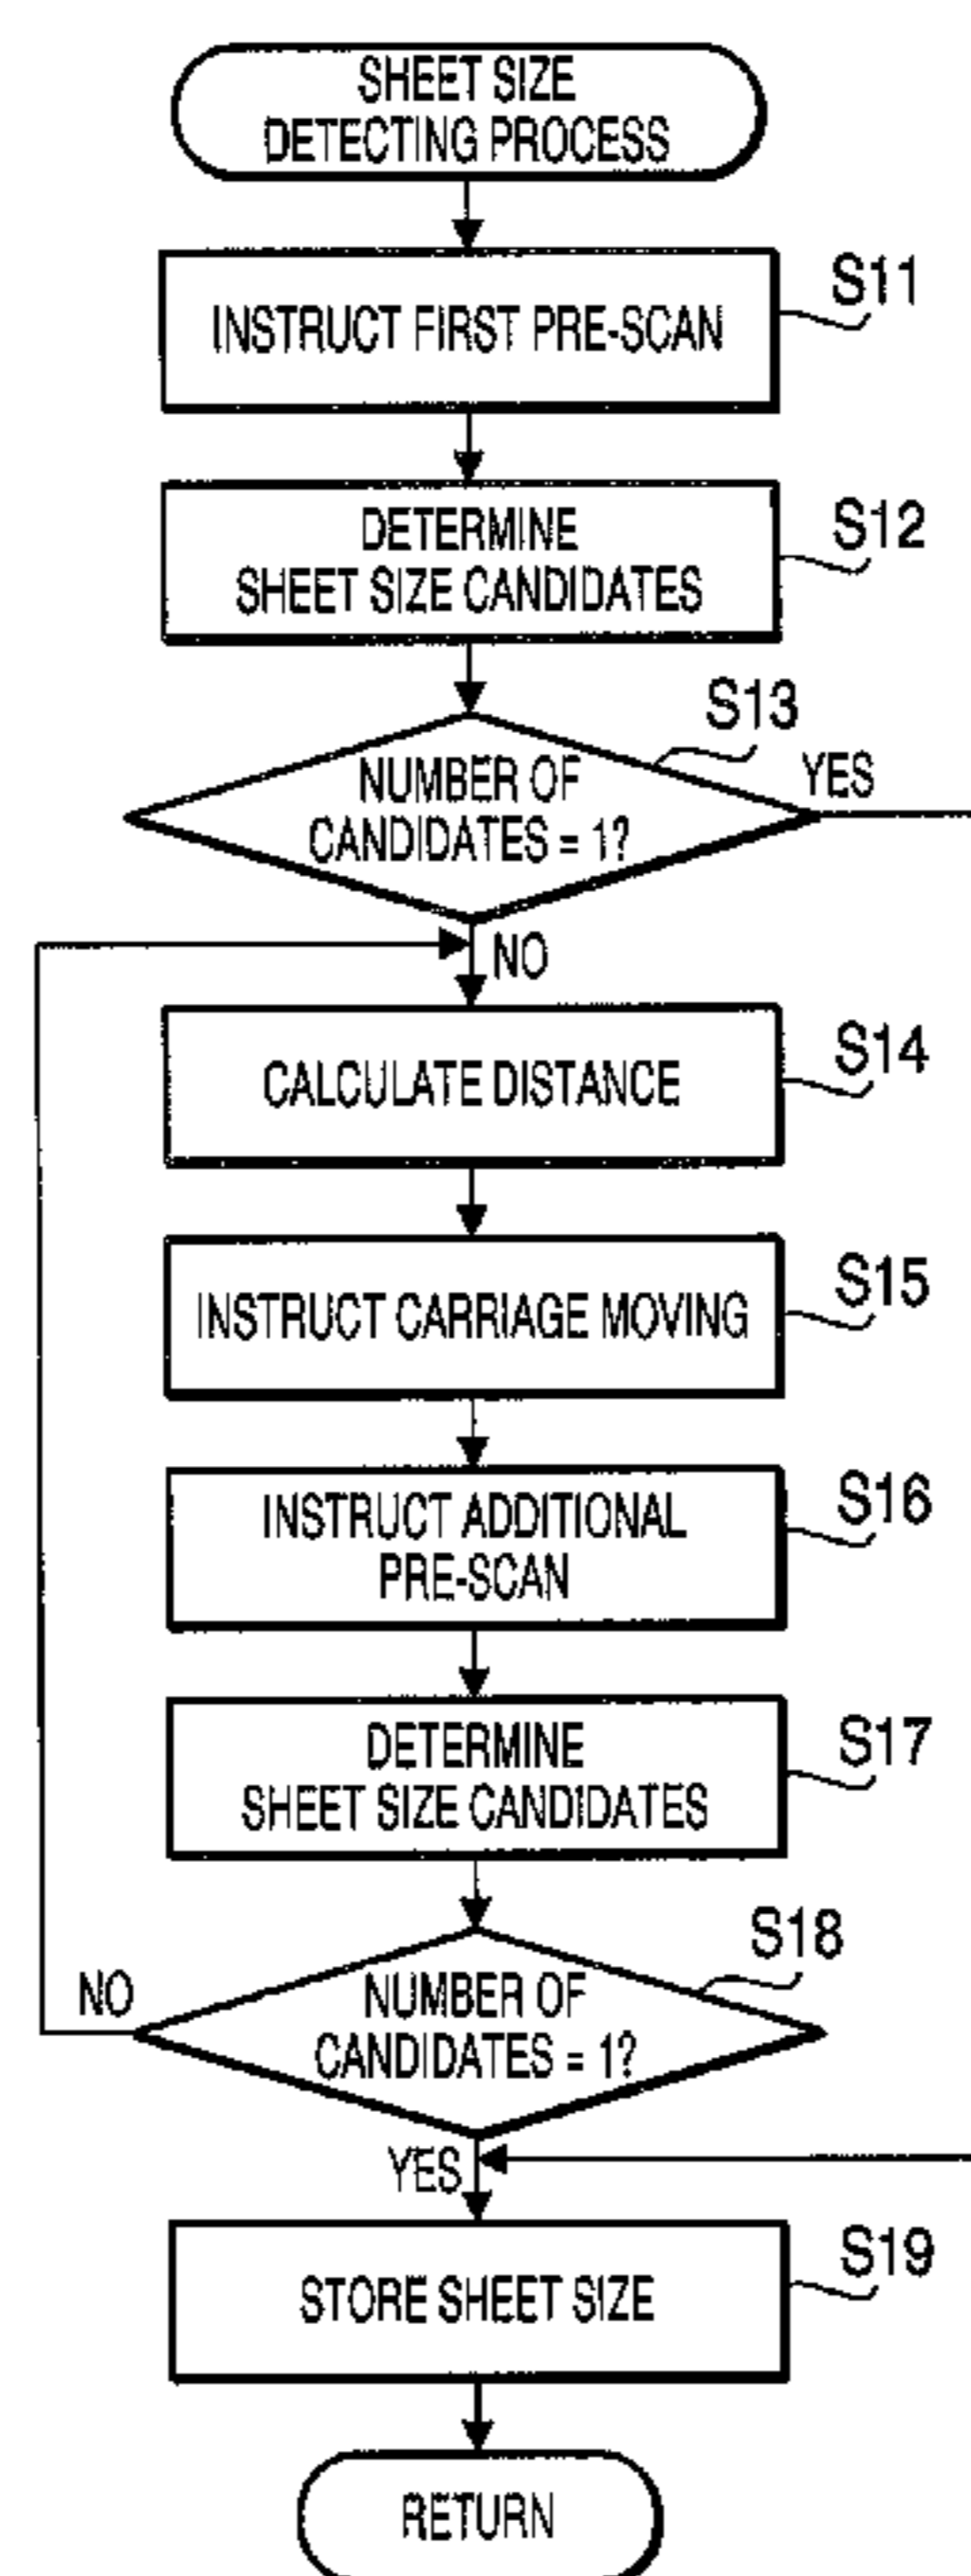 SHEET SIZE
DETECTING PROCESS
INSTRUCT FIRST PRE-SCAN
S11
DETERMINE
SHEET SIZE CANDIDATES
S12
NUMBER OF
CANDIDATES = 1?
S13
YES
NO
CALCULATE DISTANCE
S14
INSTRUCT CARRIAGE MOVING
S15
INSTRUCT ADDITIONAL
PRE-SCAN
S16
DETERMINE
SHEET SIZE CANDIDATES
S17
NUMBER OF
CANDIDATES = 1?
S18
NO
YES
STORE SHEET SIZE
S19
RETURN